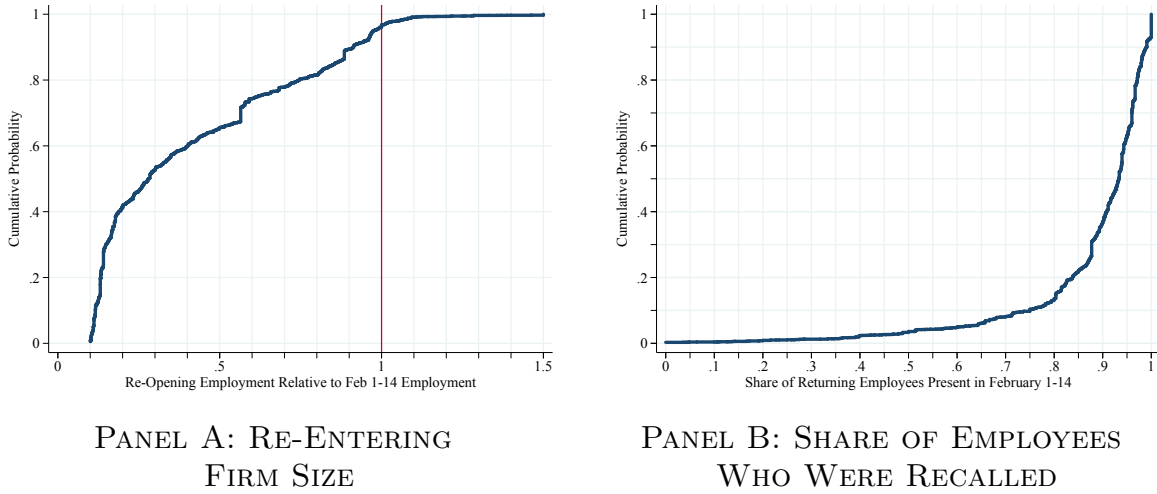 1
.8
.6
.4
.2
0
Cumulative Probability
0 .5 1 1.5
Re-Opening Employment Relative to Feb 1-14 Employment
PANEL A: RE-ENTERING
FIRM SIZE
1
.8
.6
.4
.2
0
Cumulative Probability
0 .1 .2 .3 .4 .5 .6 .7 .8 .9 1
Share of Returning Employees Present in February 1-14
PANEL B: SHARE OF EMPLOYEES
WHO WERE RECALLED